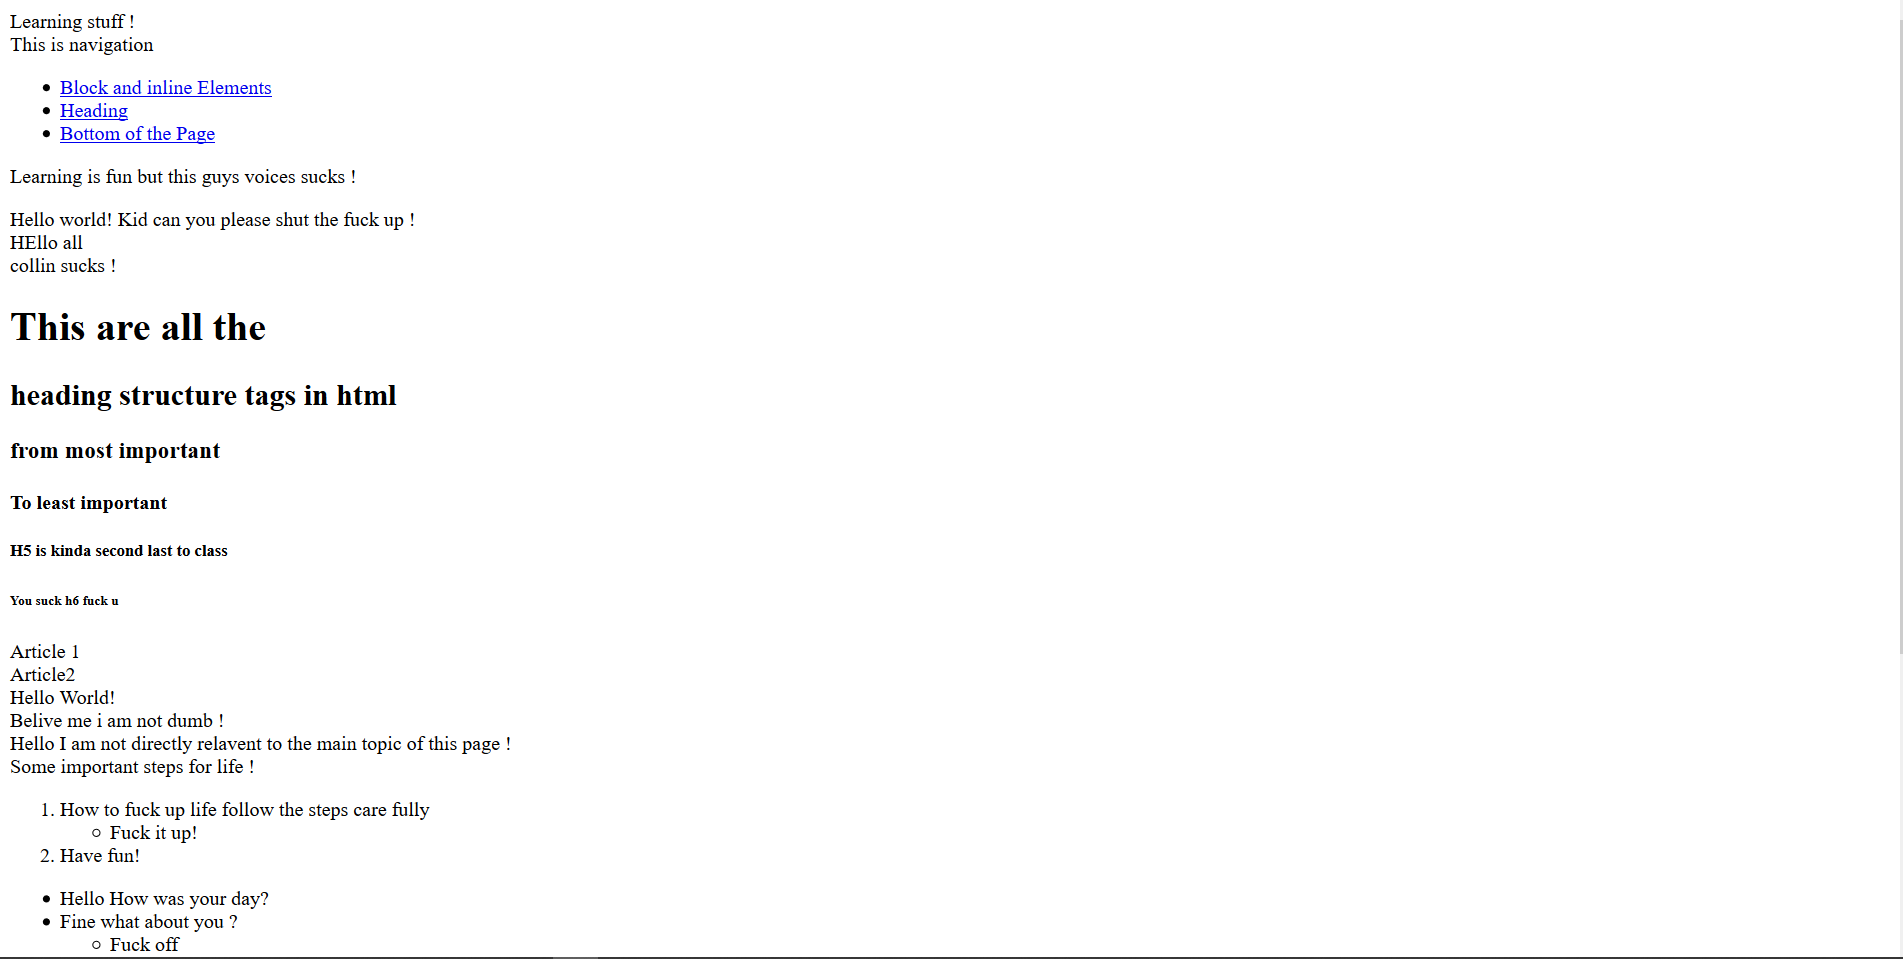 Learning stuff !
This is navigation
Block and inline Elements
Heading
Bottom of the Page
Learning is fun but this guys voices sucks !
Hello world! Kid can you please shut the fuck up !
HEllo all
collin sucks !
This are all the
heading structure tags in html
from most important
To least important
H5 is kinda second last to class
You suck h6 fuck u
Article 1
Article2
Hello World!
Belive me i am not dumb !
Hello I am not directly relavent to the main topic of this page !
Some important steps for life !
1. How to fuck up life follow the steps care fully
Fuck it up!
2. Have fun!
Hello How was your day?
Fine what about you ?
Fuck off